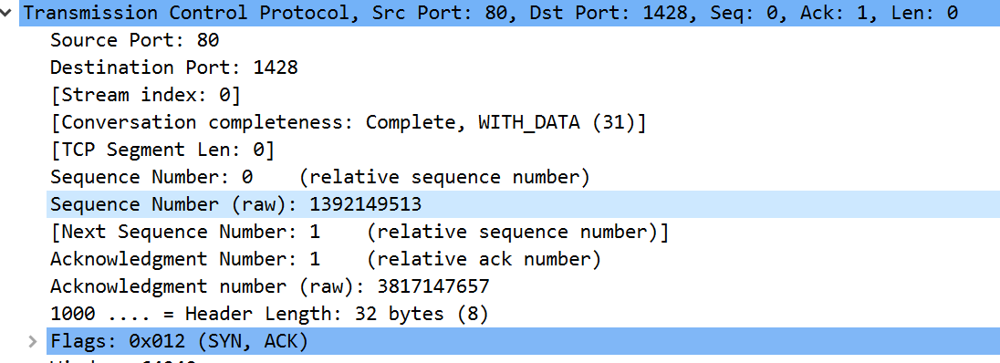 Transmission Control Protocol, Src Port: 80, Dst Port: 1428, Seq: 0, Ack: 1, Len: 0
Source Port: 80
Destination Port: 1428
[Stream index: 0]
[Conversation completeness: Complete, WITH_DATA (31)]
[TCP Segment Len: 0]
Sequence Number: 0    (relative sequence number)
Sequence Number (raw): 1392149513
[Next Sequence Number: 1    (relative sequence number)]
Acknowledgment Number: 1    (relative ack number)
Acknowledgment number (raw): 3817147657
1000 .... = Header Length: 32 bytes (8)
Flags: 0x012 (SYN, ACK)